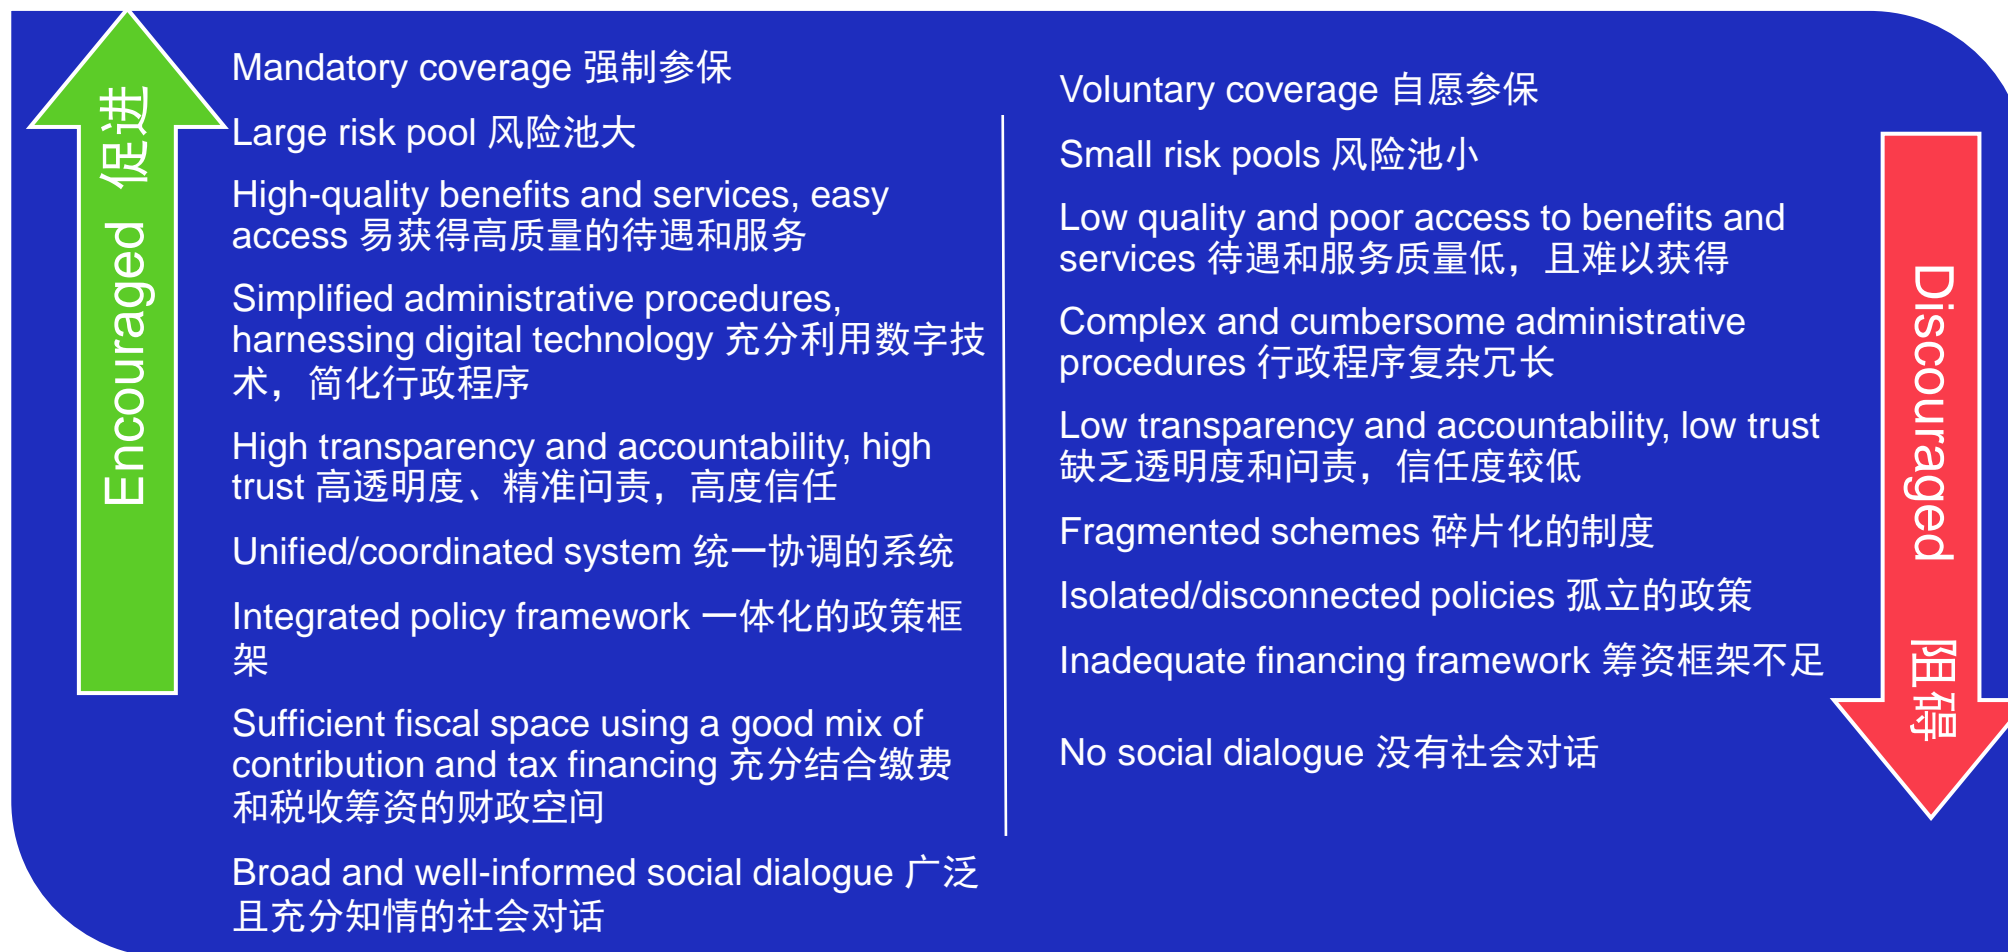 Encouraged 促进
Mandatory coverage 强制参保
Large risk pool 风险池大
High-quality benefits and services, easy
access 易获得高质量的待遇和服务
Simplified administrative procedures,
harnessing digital technology 充分利用数字技
术，简化行政程序
High transparency and accountability, high
trust 高透明度、精准问责，高度信任
Unified/coordinated system 统一协调的系统
Integrated policy framework 一体化的政策框
架
Sufficient fiscal space using a good mix of
contribution and tax financing 充分结合缴费
和税收筹资的财政空间
Broad and well-informed social dialogue 广泛
且充分知情的社会对话
Voluntary coverage 自愿参保
Small risk pools 风险池小
Low quality and poor access to benefits and
services 待遇和服务质量低，且难以获得
Complex and cumbersome administrative
procedures 行政程序复杂冗长
Low transparency and accountability, low trust
缺乏透明度和问责，信任度较低
Fragmented schemes 碎片化的制度
Isolated/disconnected policies 孤立的政策
Inadequate financing framework 筹资框架不足
No social dialogue 没有社会对话
Discouraged 阻碍